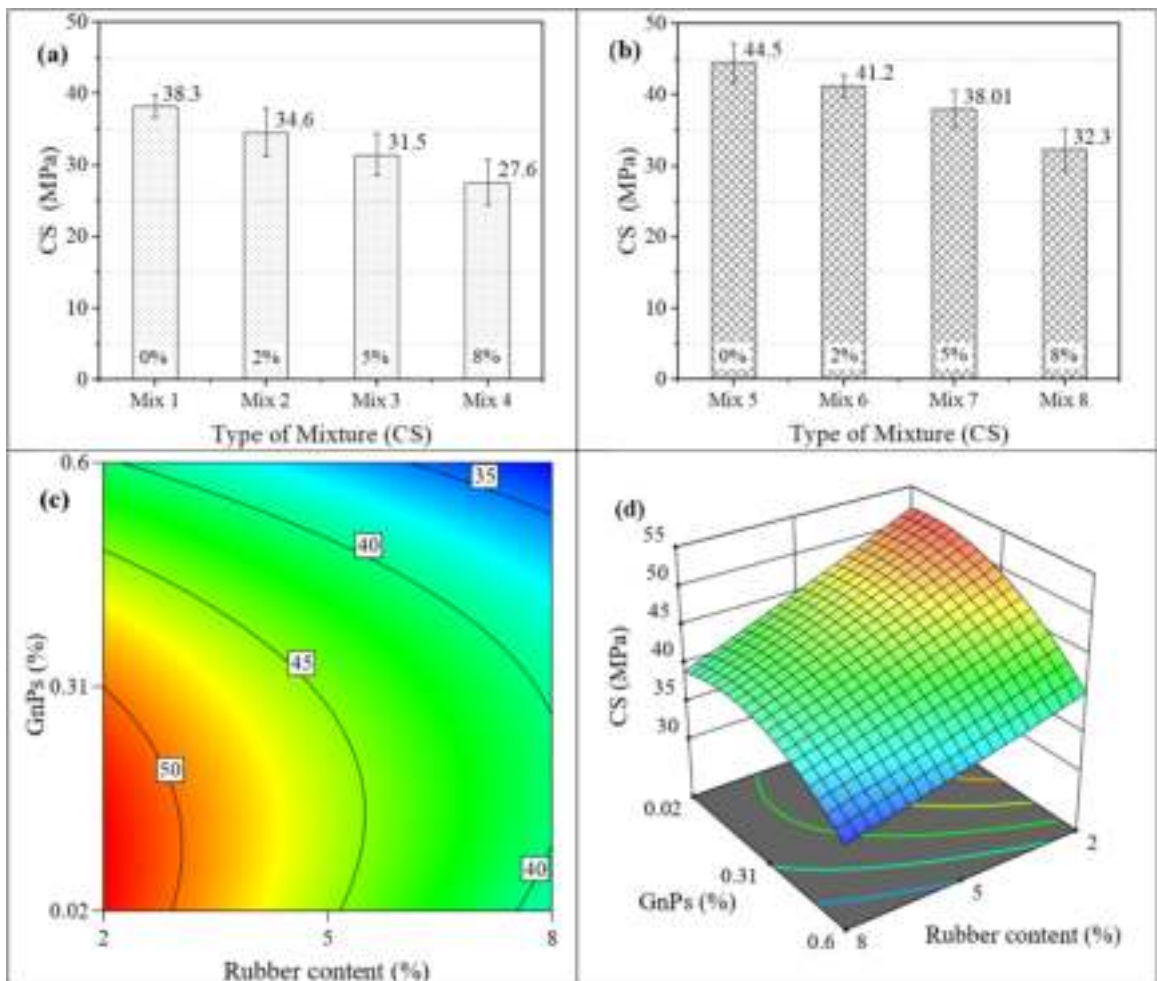 (a)
50
40
30
20
10
0
CS (MPa)
38.3
34.6
31.5
27.6
0%
2%
5%
8%
Mix 1
Mix 2
Mix 3
Mix 4
Type of Mixture (CS)
(b)
50
40
30
20
10
0
CS (MPa)
44.5
41.2
38.01
32.3
0%
2%
5%
8%
Mix 5
Mix 6
Mix 7
Mix 8
Type of Mixture (CS)
(c)
0.6
0.31
0.02
GnPs (%)
35
40
45
50
40
2
5
8
Rubber content (%)
(d)
55
50
45
40
35
30
CS (MPa)
0.02
0.31
0.6
GnPs (%)
2
5
8
Rubber content (%)